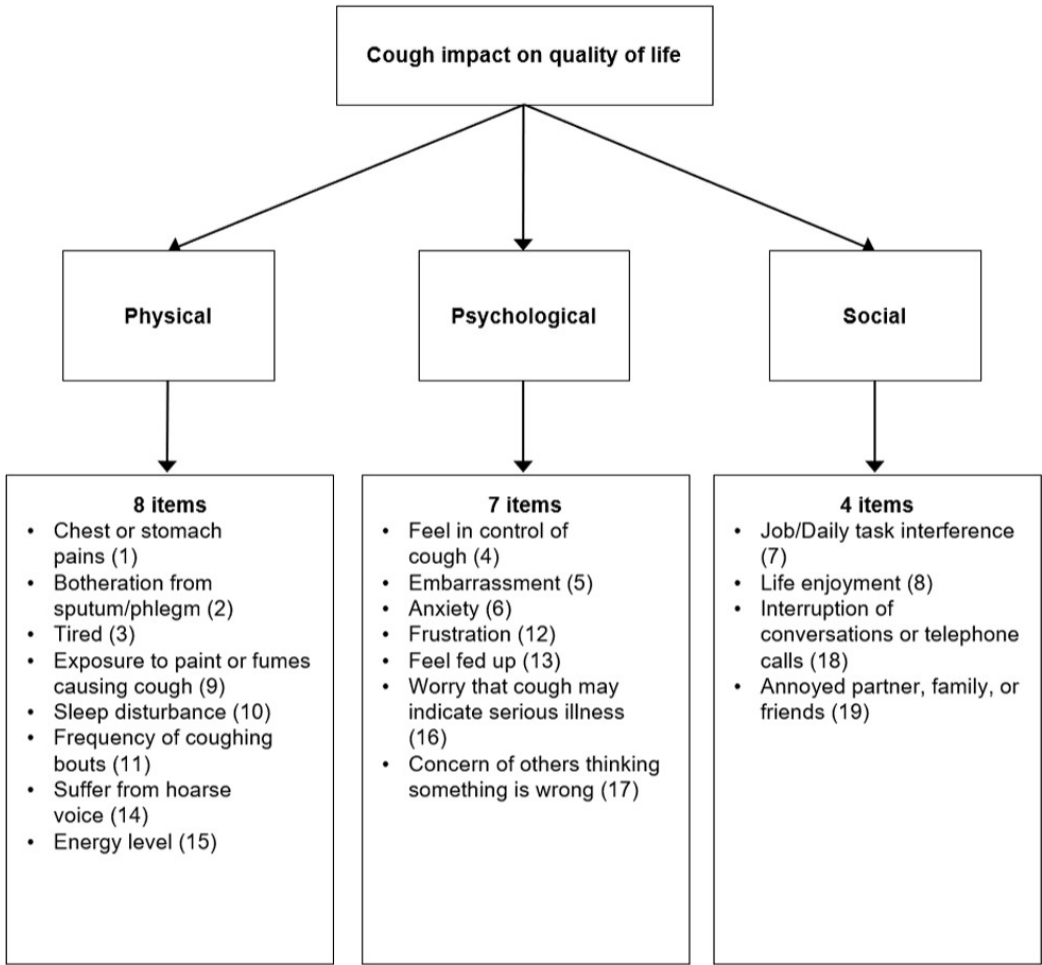 Cough impact on quality of life
Physical
Psychological
Social
8 items
• Chest or stomach
pains (1)
• Botheration from
sputum/phlegm (2)
• Tired (3)
• Exposure to paint or fumes
causing cough (9)
• Sleep disturbance (10)
• Frequency of coughing
bouts (11)
• Suffer from hoarse
voice (14)
• Energy level (15)
7 items
• Feel in control of
cough (4)
• Embarrassment (5)
• Anxiety (6)
• Frustration (12)
• Feel fed up (13)
• Worry that cough may
indicate serious illness
(16)
• Concern of others thinking
something is wrong (17)
4 items
• Job/Daily task interference
(7)
• Life enjoyment (8)
• Interruption of
conversations or telephone
calls (18)
• Annoyed partner, family, or
friends (19)